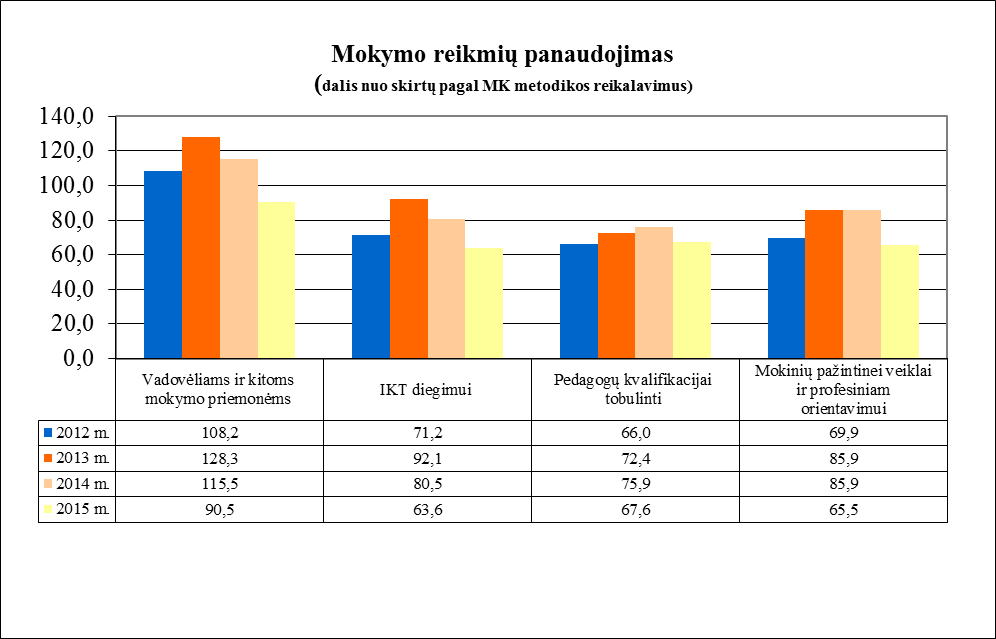 Mokymo reikmių panaudojimas
(dalis nuo skirtų pagal MK metodikos reikalavimus)
140,0
120,0
100,0
80,0
60,0
40,0
20,0
0,0
Vadovėliams ir kitoms
mokymo priemonėms
IKT diegimui
Pedagogų kvalifikacijai
tobulinti
Mokinių pažintinei veiklai
ir profesiniam
orientavimui
2012 m. 108,2 71,2 66,0 69,9
2013 m. 128,3 92,1 72,4 85,9
2014 m. 115,5 80,5 75,9 85,9
2015 m. 90,5 63,6 67,6 65,5